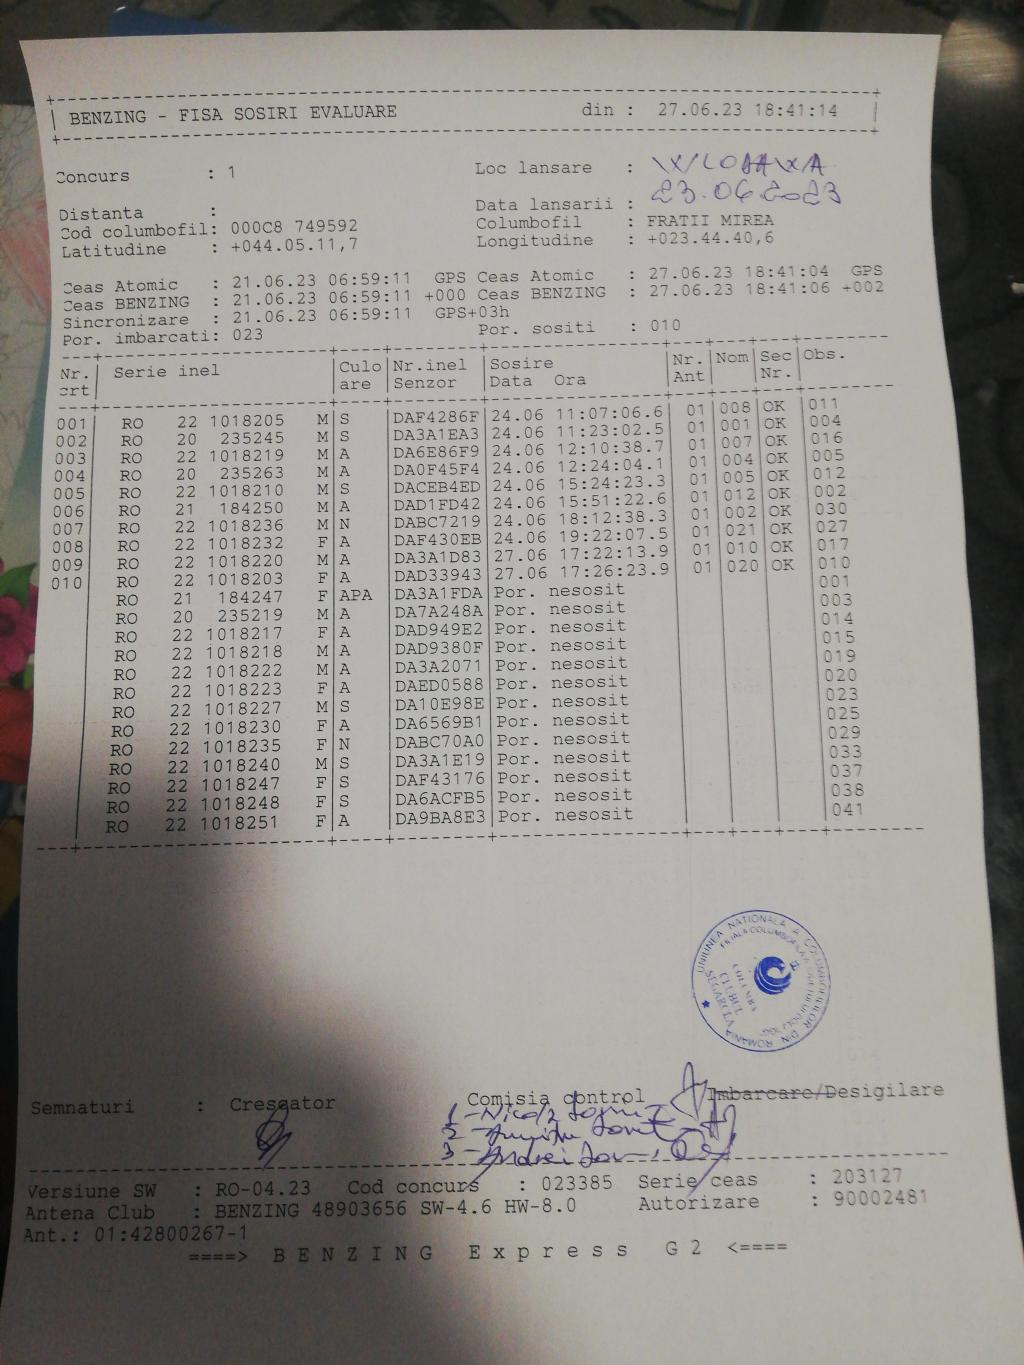 BENZING - FISA SOSIRI EVALUARE din : 27.06.23 18:41:14
Concurs : 1 Loc lansare : WLODAWA
Distanta : Data lansarii : 23.06.2023
Cod columbofil: 000C8 749592 Columbofil : FRATII MIREA
Latitudine : +044.05.11,7 Longitudine : +023.44.40,6
Ceas Atomic : 21.06.23 06:59:11 GPS Ceas Atomic : 27.06.23 18:41:04 GPS
Ceas BENZING : 21.06.23 06:59:11 +000 Ceas BENZING : 27.06.23 18:41:06 +002
Sincronizare : 21.06.23 06:59:11 GPS+03h
Por. imbarcati: 023 Por. sositi : 010
Nr. Serie inel Culo Nr.inel Sosire Nr. Nom Sec Obs.
crt are Senzor Data Ora Ant Nr.
001 RO 22 1018205 M S DAF4286F 24.06 11:07:06.6 01 008 OK 011
002 RO 20 235245 M S DA3A1EA3 24.06 11:23:02.5 01 001 OK 004
003 RO 22 1018219 M A DA6E86F9 24.06 12:10:38.7 01 007 OK 016
004 RO 20 235263 M A DA0F45F4 24.06 12:24:04.1 01 004 OK 005
005 RO 22 1018210 M S DACEB4ED 24.06 15:24:23.3 01 005 OK 012
006 RO 21 184250 M A DAD1FD42 24.06 15:51:22.6 01 012 OK 002
007 RO 22 1018236 M N DABC7219 24.06 18:12:38.3 01 002 OK 030
008 RO 22 1018232 F A DAF430EB 24.06 19:22:07.5 01 021 OK 027
009 RO 22 1018220 M A DA3A1D83 27.06 17:22:13.9 01 010 OK 017
010 RO 22 1018203 F A DAD33943 27.06 17:26:23.9 01 020 OK 010
RO 21 184247 F APA DA3A1FDA Por. nesosit 001
RO 20 235219 M A DA7A248A Por. nesosit 003
RO 22 1018217 F A DAD949E2 Por. nesosit 014
RO 22 1018218 M A DAD9380F Por. nesosit 015
RO 22 1018222 M A DA3A2071 Por. nesosit 019
RO 22 1018223 F A DAED0588 Por. nesosit 020
RO 22 1018227 M S DA10E98E Por. nesosit 023
RO 22 1018230 F A DA6569B1 Por. nesosit 025
RO 22 1018235 F N DABC70A0 Por. nesosit 029
RO 22 1018240 M S DA3A1E19 Por. nesosit 033
RO 22 1018247 F S DAF43176 Por. nesosit 037
RO 22 1018248 F S DA6ACFB5 Por. nesosit 038
RO 22 1018251 F A DA9BA8E3 Por. nesosit 041
UNIUNEA NATIONALA A COLUMBOFILILOR DIN ROMANIA
CLUBUL
COLUMBA
SEGARCEA
Semnaturi : Crescator Comisia control Imbarcare/Desigilare
1-
2-
3- Andrei
Versiune SW : RO-04.23 Cod concurs : 023385 Serie ceas : 203127
Antena Club : BENZING 48903656 SW-4.6 HW-8.0 Autorizare : 90002481
Ant.: 01:42800267-1
====> BENZING Express G2 <====